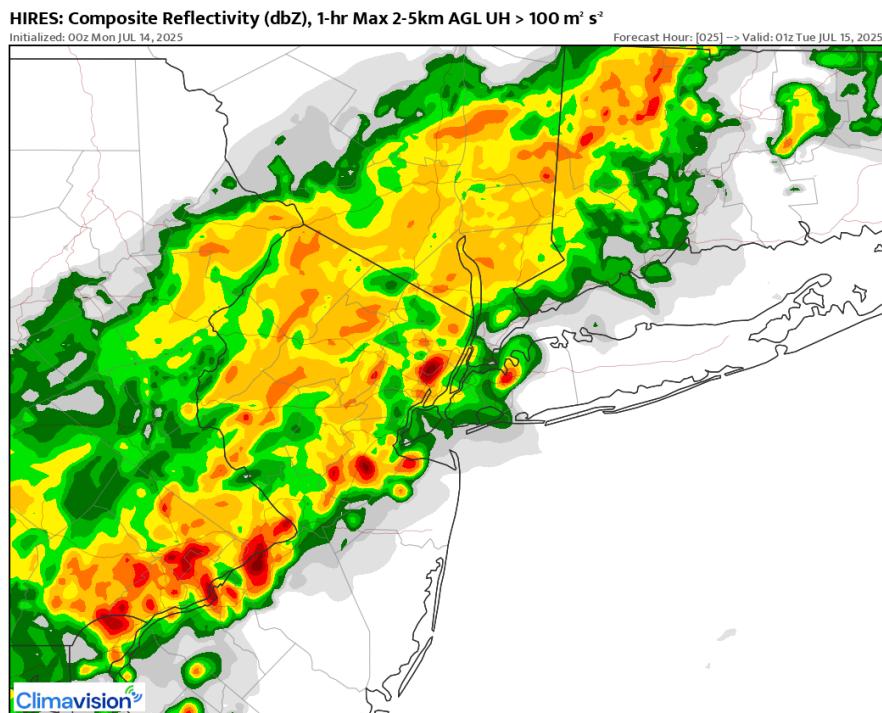 HIRES: Composite Reflectivity (dbZ), 1-hr Max 2-5km AGL UH > 100 m² s⁻²
Initialized: 00z Mon JUL 14, 2025
Forecast Hour: [025] --> Valid: 01z Tue JUL 15, 2025
Climavision